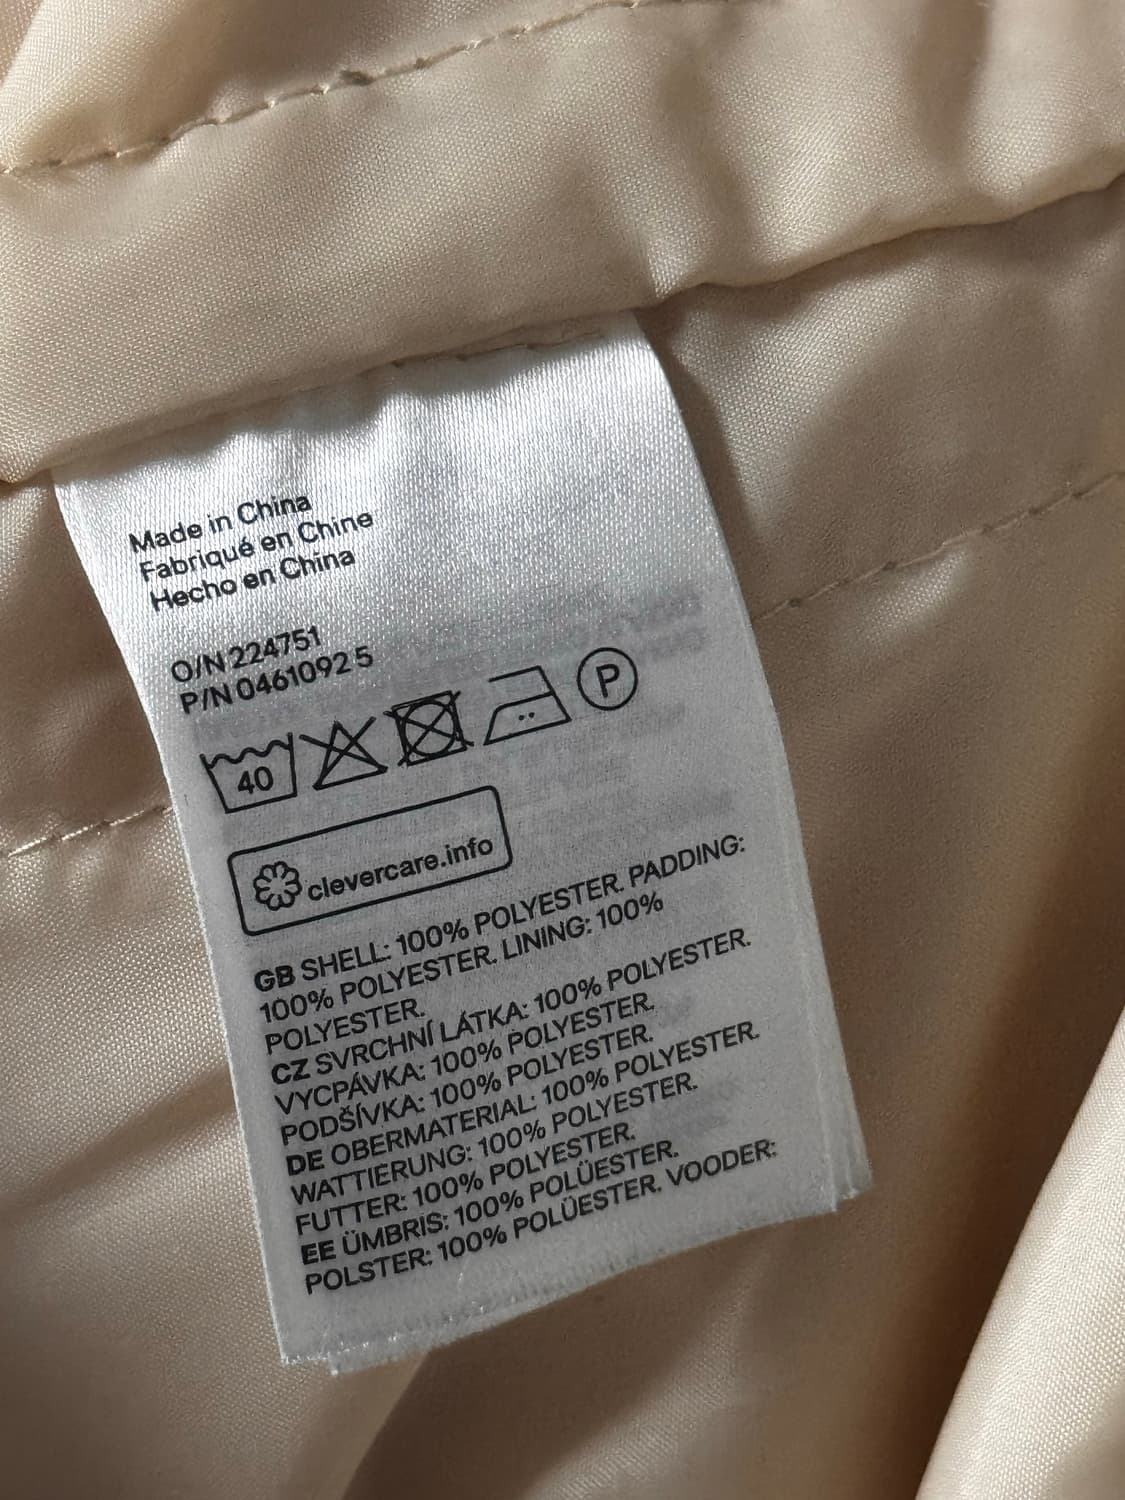 Made in China
Fabriqué en Chine
Hecho en China
O/N 224751
P/N 0461092 5
40
P
clevercare.info
GB SHELL: 100% POLYESTER. PADDING:
100% POLYESTER. LINING: 100%
POLYESTER.
CZ SVRCHNÍ LÁTKA: 100% POLYESTER.
VYCPÁVKA: 100% POLYESTER.
PODŠÍVKA: 100% POLYESTER.
DE OBERMATERIAL: 100% POLYESTER.
WATTIERUNG: 100% POLYESTER.
FUTTER: 100% POLYESTER.
EE ÜMBRIS: 100% POLÜESTER.
POLSTER: 100% POLÜESTER. VOODER: